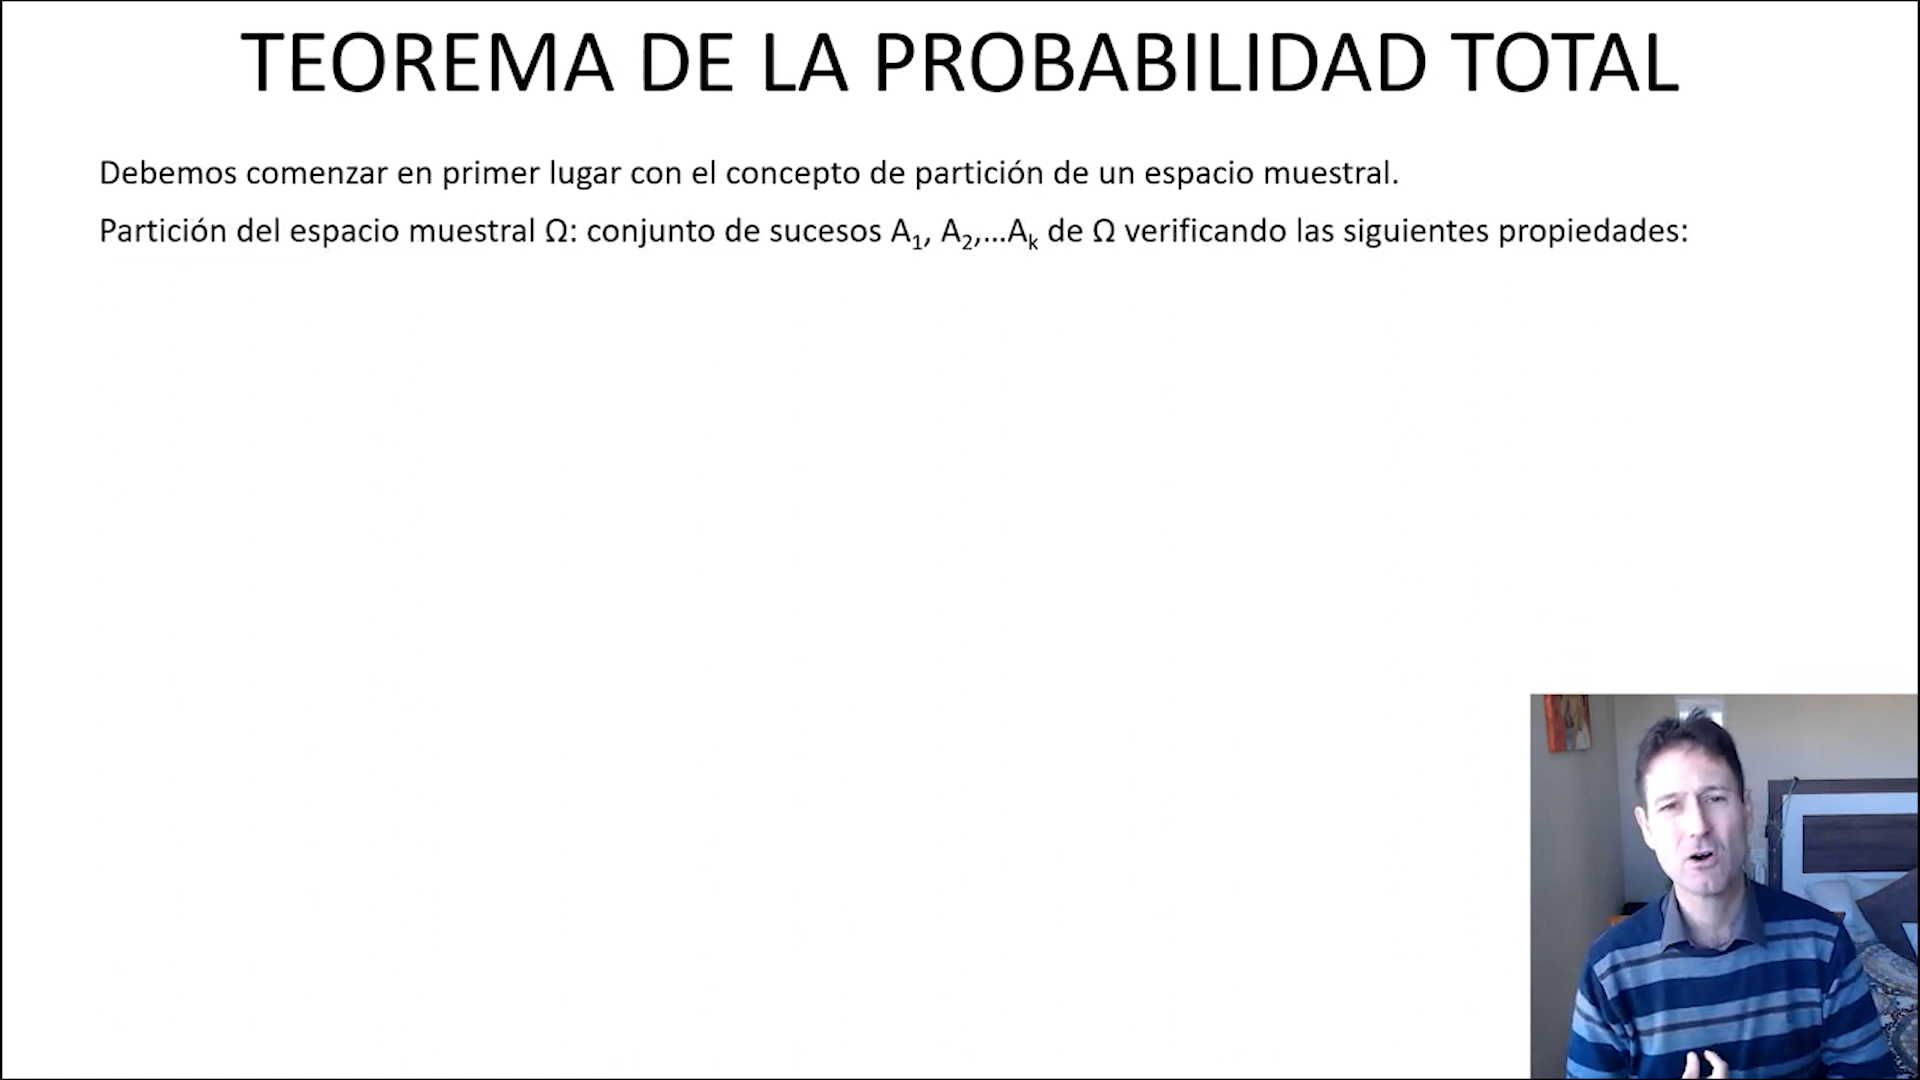 TEOREMA DE LA PROBABILIDAD TOTAL
Debemos comenzar en primer lugar con el concepto de partición de un espacio muestral.
Partición del espacio muestral Ω: conjunto de sucesos A₁, A₂,...Aₖ de Ω verificando las siguientes propiedades: